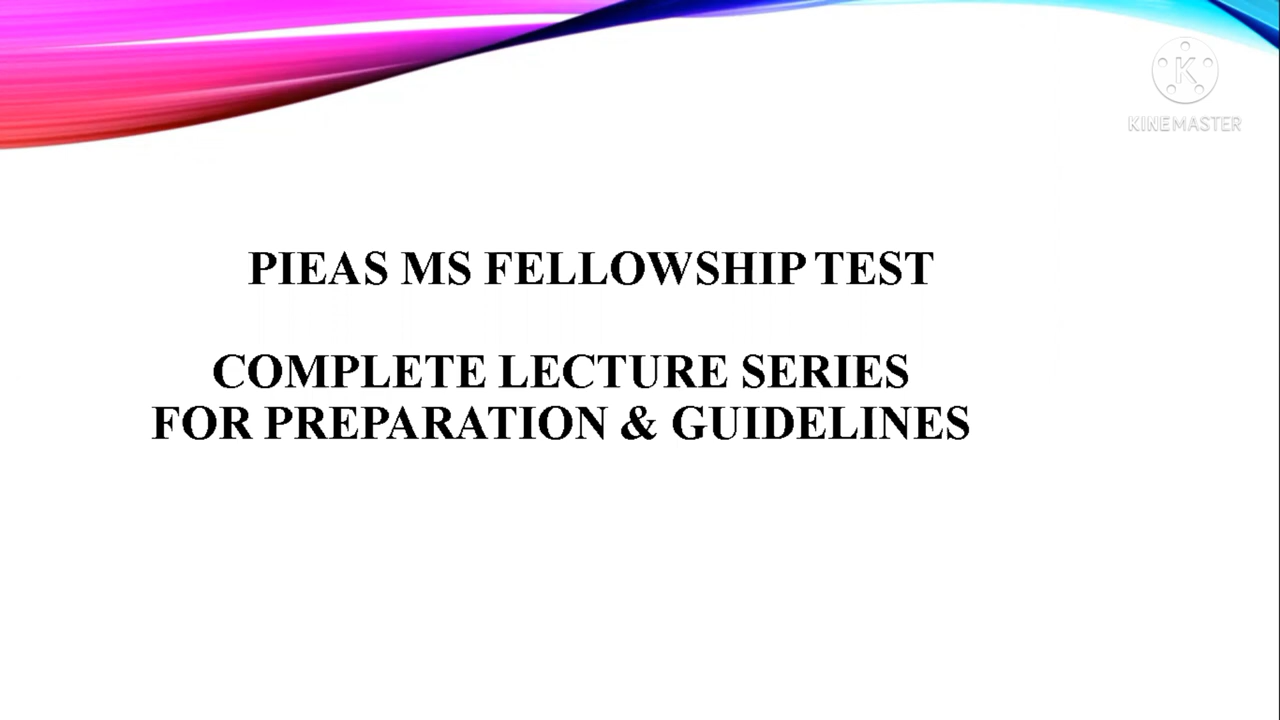 K
KINEMASTER
PIEAS MS FELLOWSHIP TEST
COMPLETE LECTURE SERIES
FOR PREPARATION & GUIDELINES